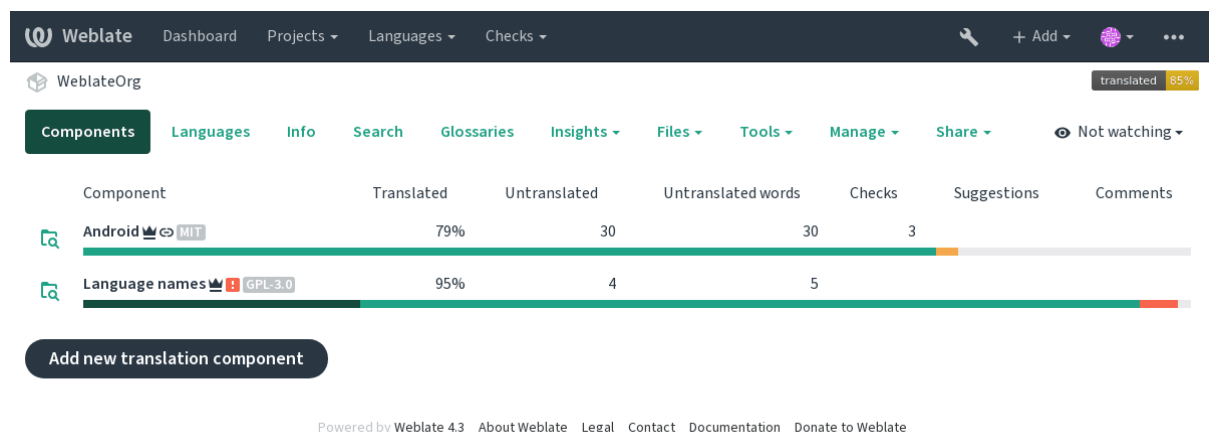 Weblate Dashboard Projects Languages Checks + Add
WeblateOrg translated 85%
Components Languages Info Search Glossaries Insights Files Tools Manage Share Not watching
Component Translated Untranslated Untranslated words Checks Suggestions Comments
Android MIT 79% 30 30 3
Language names ! GPL-3.0 95% 4 5
Add new translation component
Powered by Weblate 4.3 About Weblate Legal Contact Documentation Donate to Weblate